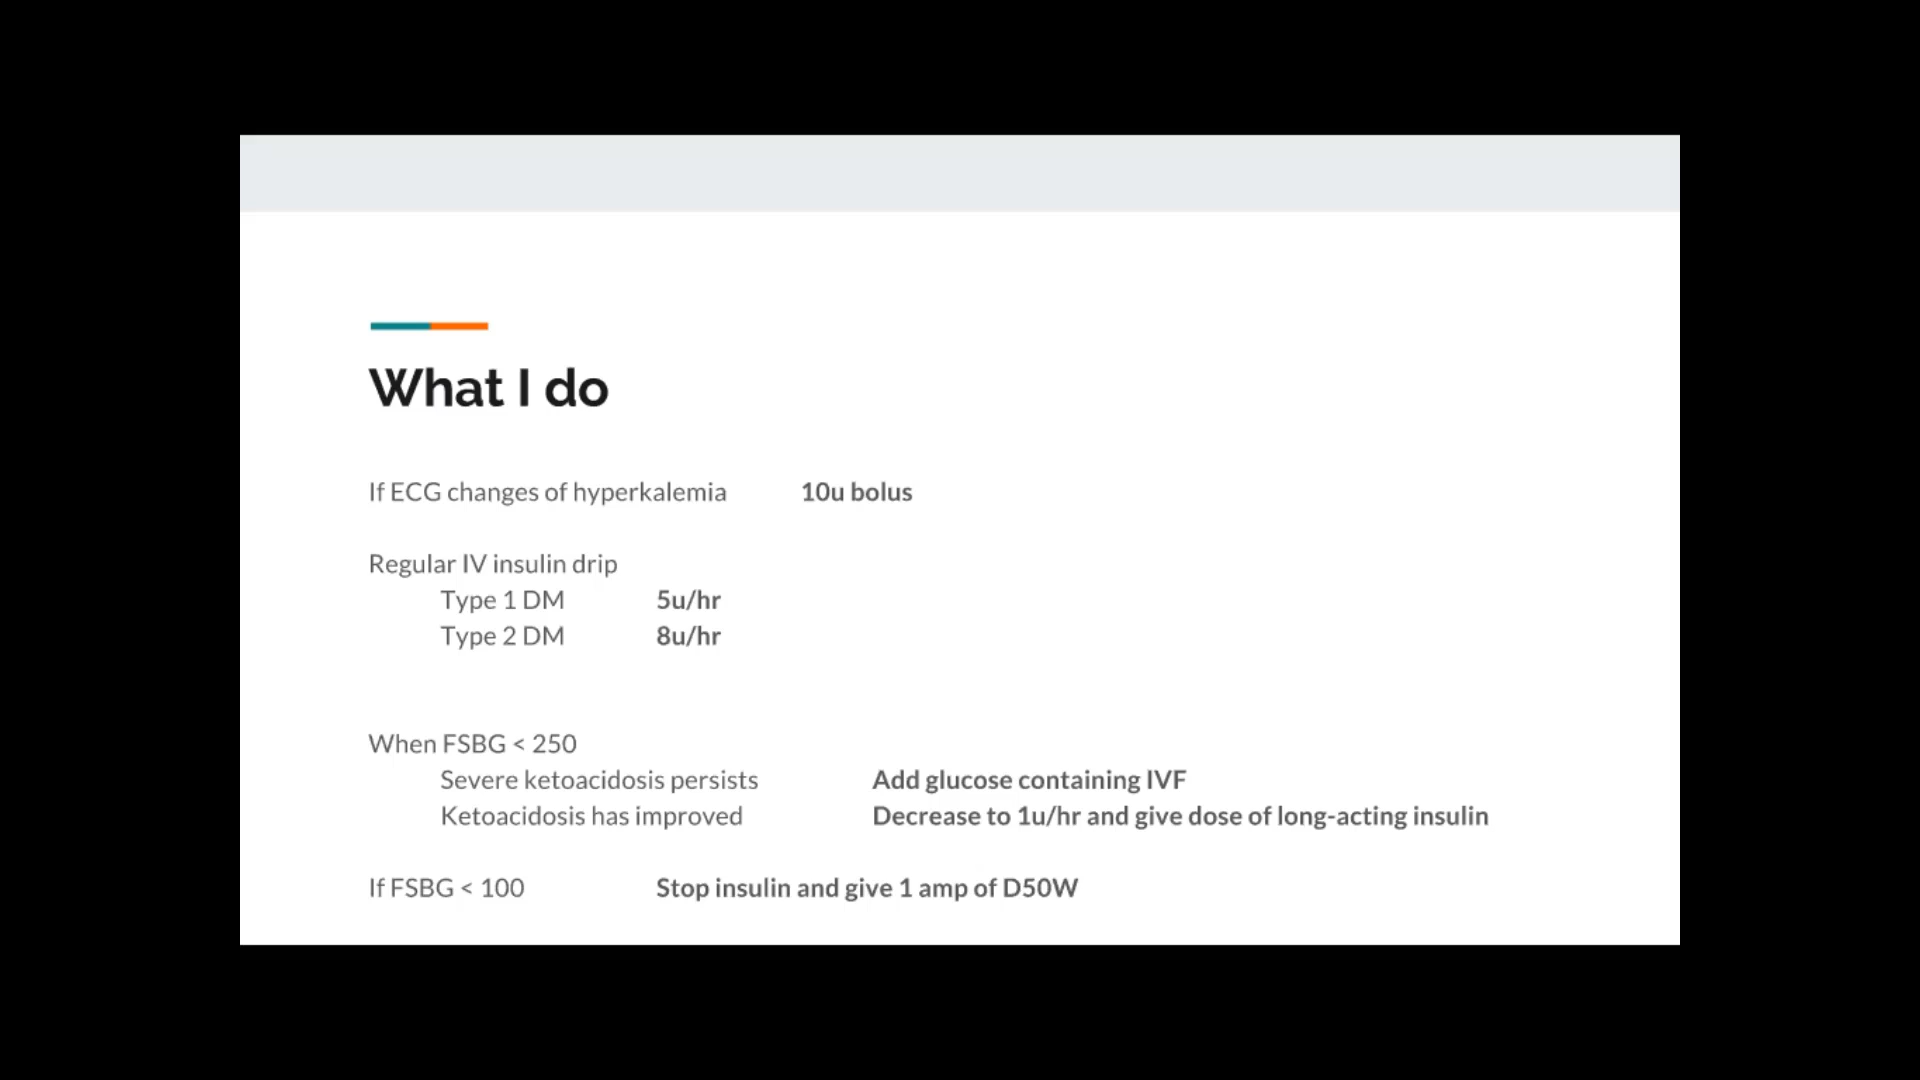 What I do
If ECG changes of hyperkalemia 10u bolus
Regular IV insulin drip
Type 1 DM 5u/hr
Type 2 DM 8u/hr
When FSBG < 250
Severe ketoacidosis persists Add glucose containing IVF
Ketoacidosis has improved Decrease to 1u/hr and give dose of long-acting insulin
If FSBG < 100 Stop insulin and give 1 amp of D50W